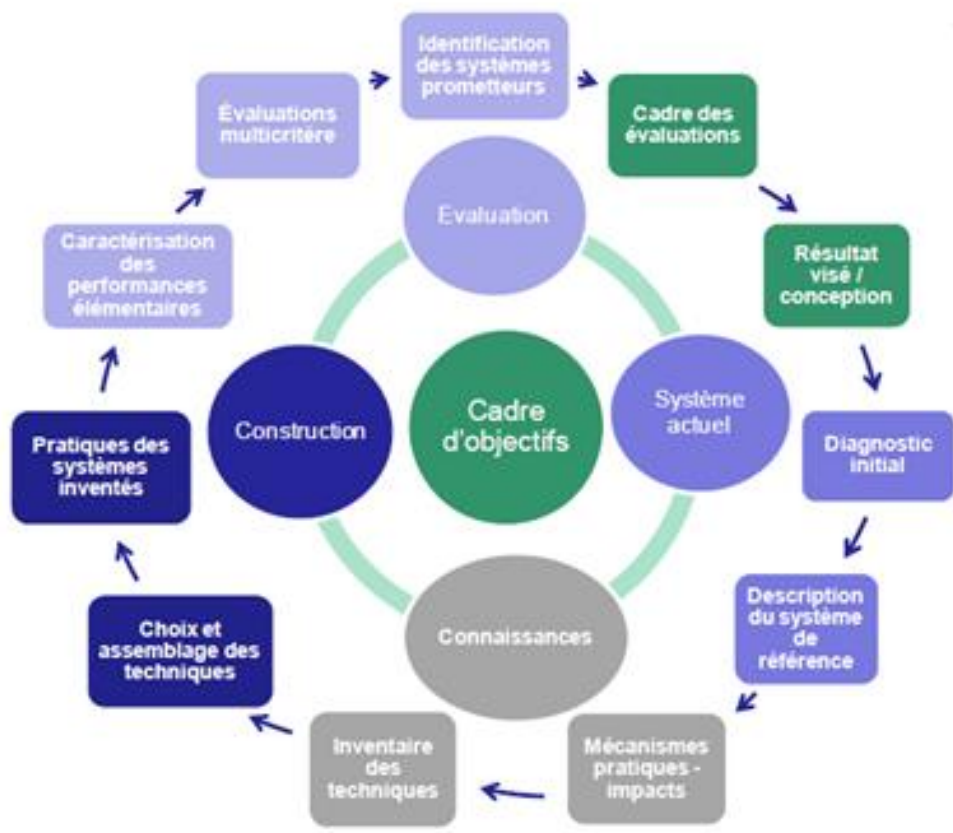 Identification
des systèmes
prometteurs
Évaluations
multicritère
Cadre des
évaluations
Evaluation
Caractérisation
des
performances
élémentaires
Résultat
visé /
conception
Construction
Cadre
d'objectifs
Système
actuel
Pratiques des
systèmes
inventés
Diagnostic
initial
Choix et
assemblage des
techniques
Connaissances
Description
du système
de
référence
Inventaire
des
techniques
Mécanismes
pratiques -
impacts